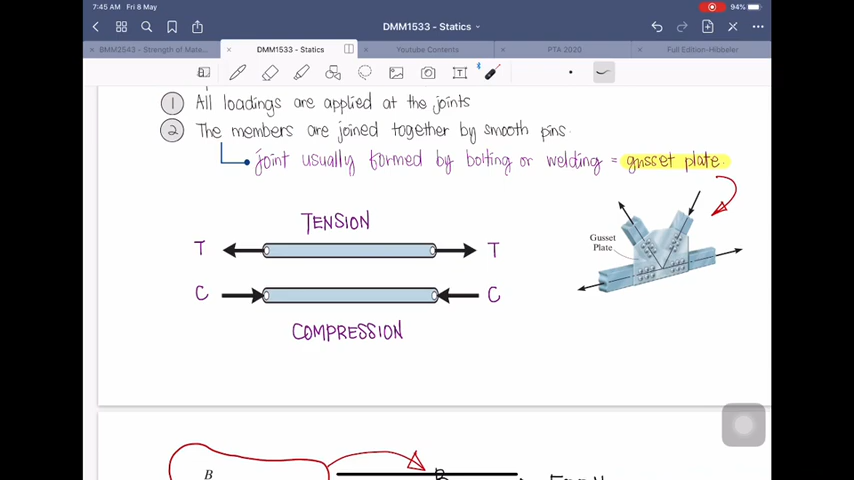 7:45 AM Fri 8 May
94%
DMM1533 - Statics
BMM2543 - Strength of Mate...
DMM1533 - Statics
Youtube Contents
PTA 2020
Full Edition-Hibbeler
1 All loadings are applied at the joints
2 The members are joined together by smooth pins.
joint usually formed by bolting or welding = gusset plate.
TENSION
T T
Gusset
Plate
C C
COMPRESSION
B
B